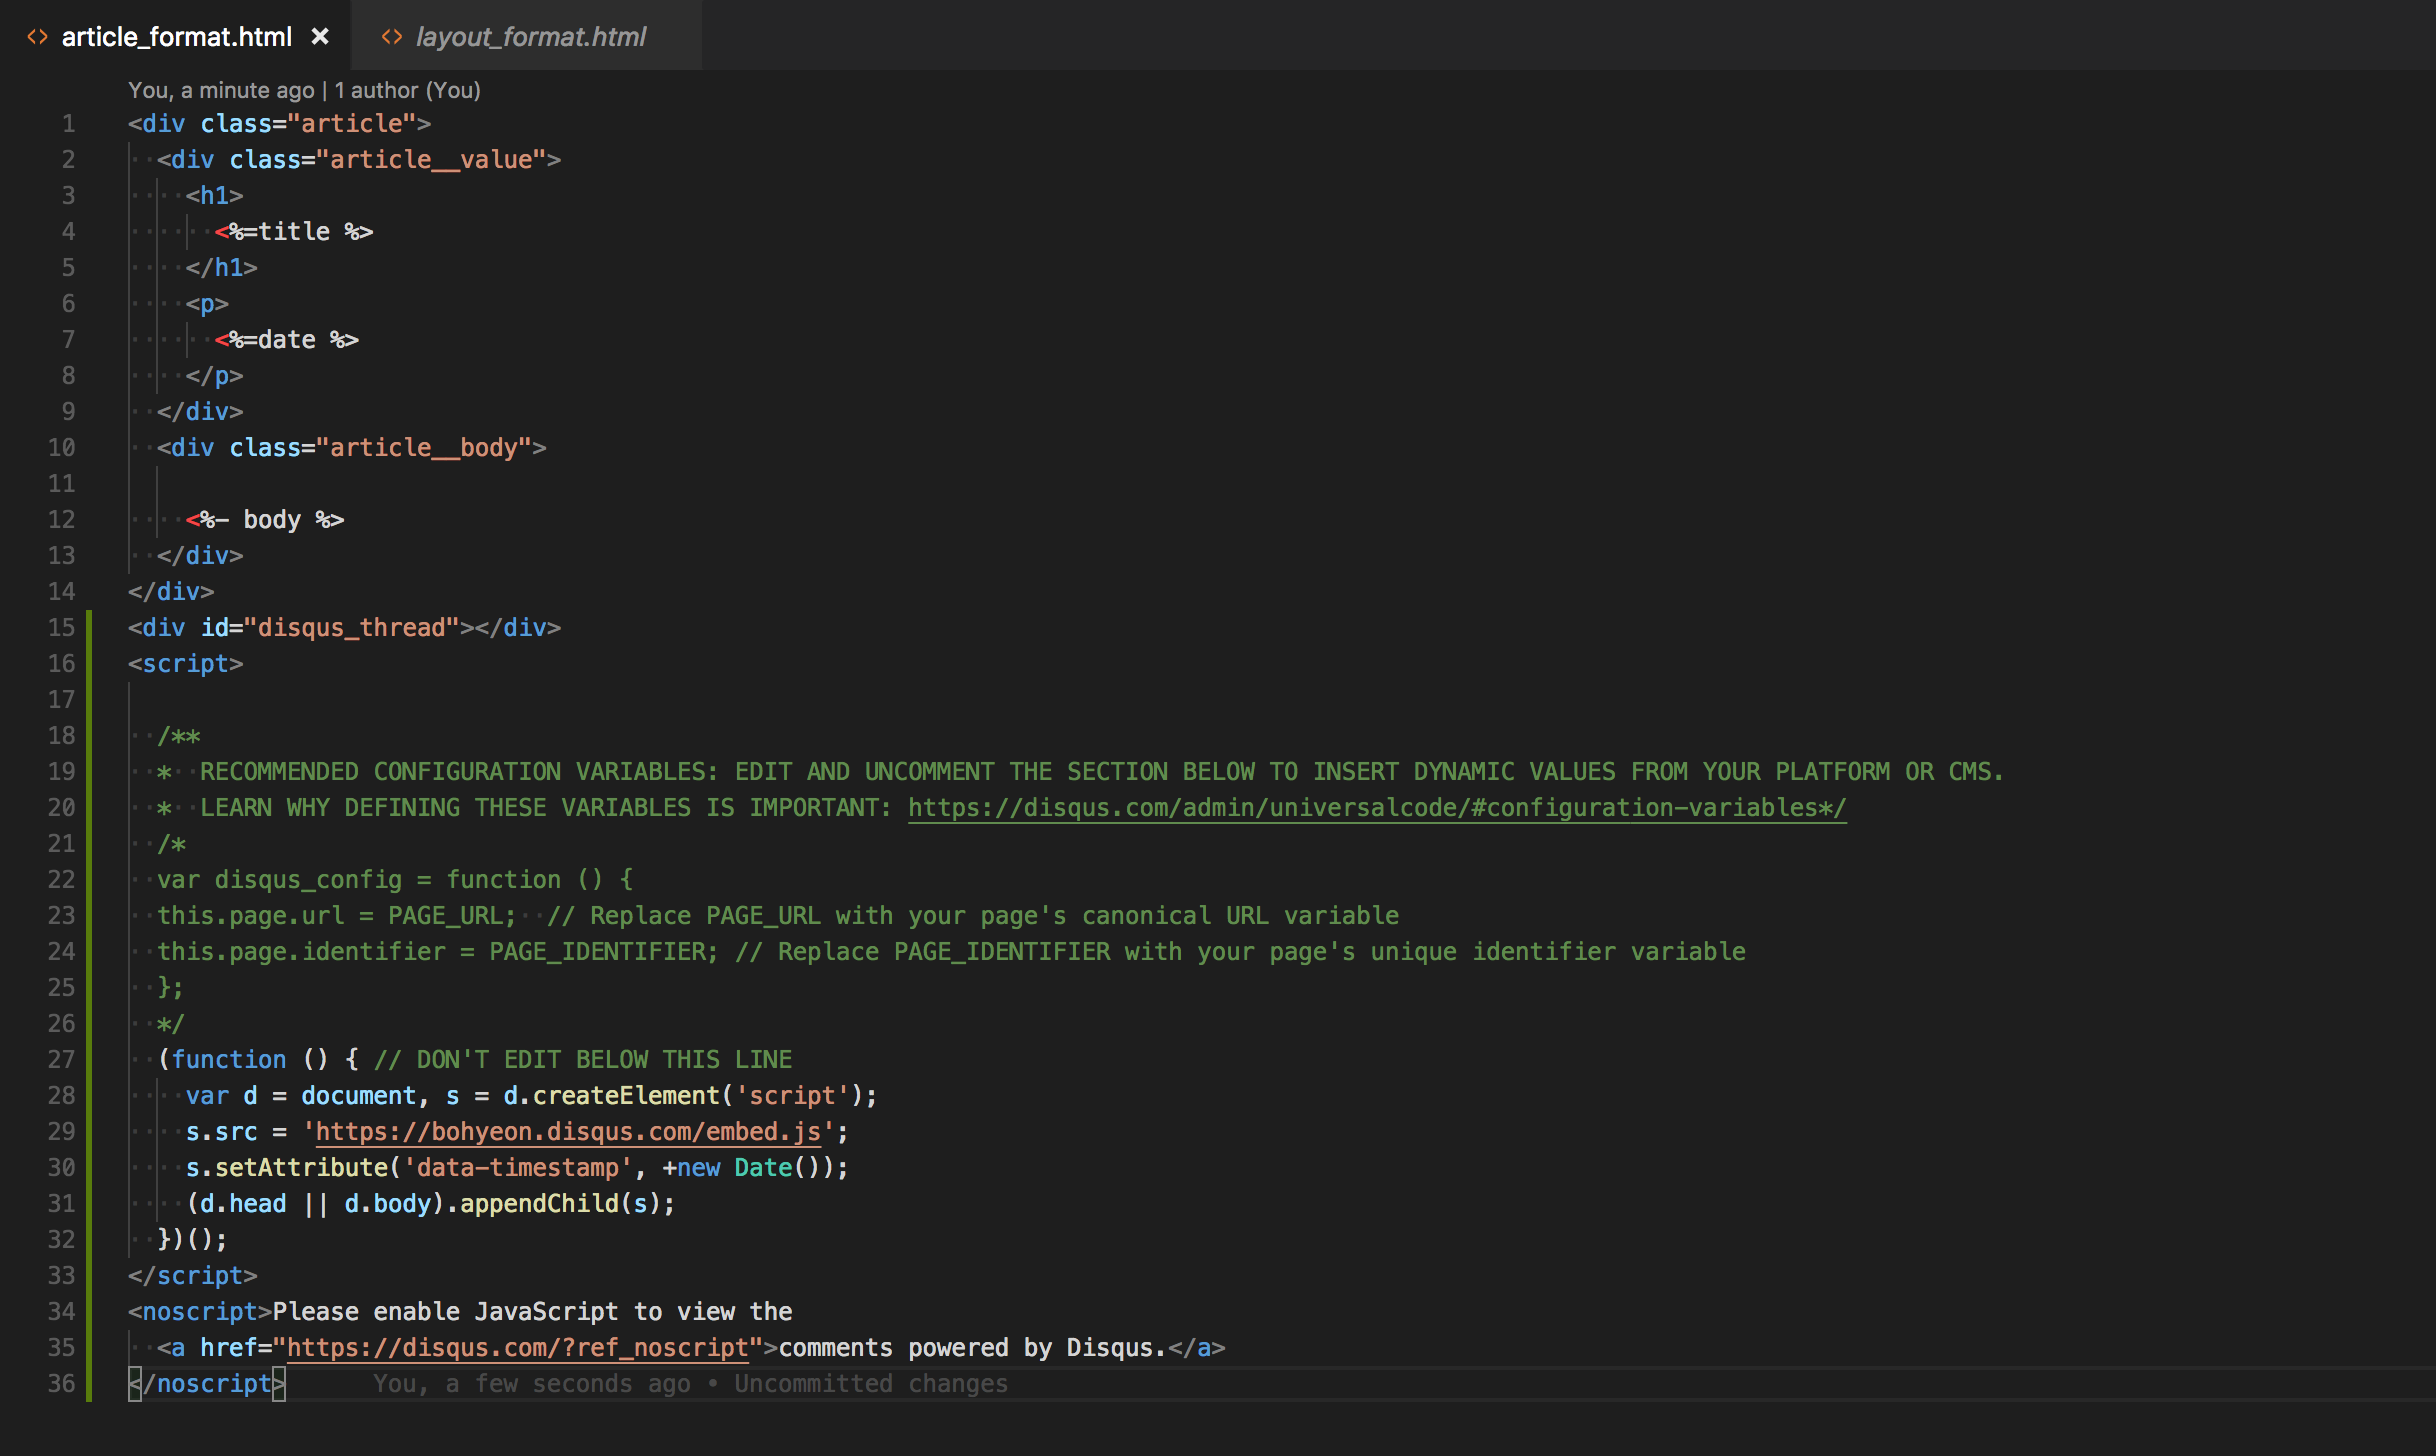 article_format.html layout_format.html
You, a minute ago | 1 author (You)
1 <div class="article">
2 <div class="article__value">
3 <h1>
4 <%=title %>
5 </h1>
6 <p>
7 <%=date %>
8 </p>
9 </div>
10 <div class="article__body">
11
12 <%- body %>
13 </div>
14 </div>
15 <div id="disqus_thread"></div>
16 <script>
17
18 /**
19 * RECOMMENDED CONFIGURATION VARIABLES: EDIT AND UNCOMMENT THE SECTION BELOW TO INSERT DYNAMIC VALUES FROM YOUR PLATFORM OR CMS.
20 * LEARN WHY DEFINING THESE VARIABLES IS IMPORTANT: https://disqus.com/admin/universalcode/#configuration-variables*/
21 /*
22 var disqus_config = function () {
23 this.page.url = PAGE_URL; // Replace PAGE_URL with your page's canonical URL variable
24 this.page.identifier = PAGE_IDENTIFIER; // Replace PAGE_IDENTIFIER with your page's unique identifier variable
25 };
26 */
27 (function () { // DON'T EDIT BELOW THIS LINE
28 var d = document, s = d.createElement('script');
29 s.src = 'https://bohyeon.disqus.com/embed.js';
30 s.setAttribute('data-timestamp', +new Date());
31 (d.head || d.body).appendChild(s);
32 })();
33 </script>
34 <noscript>Please enable JavaScript to view the
35 <a href="https://disqus.com/?ref_noscript">comments powered by Disqus.</a>
36 </noscript> You, a few seconds ago • Uncommitted changes